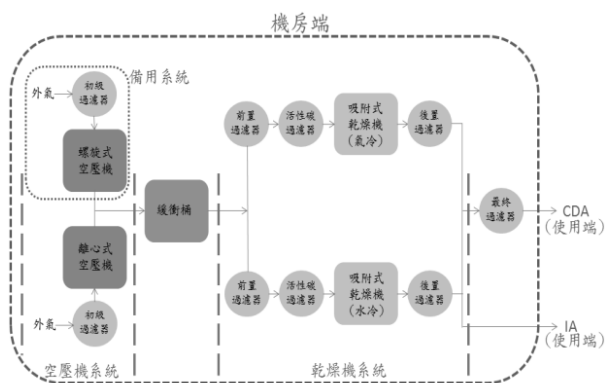 機房端
備用系統
外氣
初級
過濾器
螺旋式
空壓機
離心式
空壓機
外氣
初級
過濾器
空壓機系統
緩衝桶
前置
過濾器
活性碳
過濾器
吸附式
乾燥機
(氣冷)
後置
過濾器
前置
過濾器
活性碳
過濾器
吸附式
乾燥機
(水冷)
後置
過濾器
乾燥機系統
最終
過濾器
CDA
(使用端)
IA
(使用端)